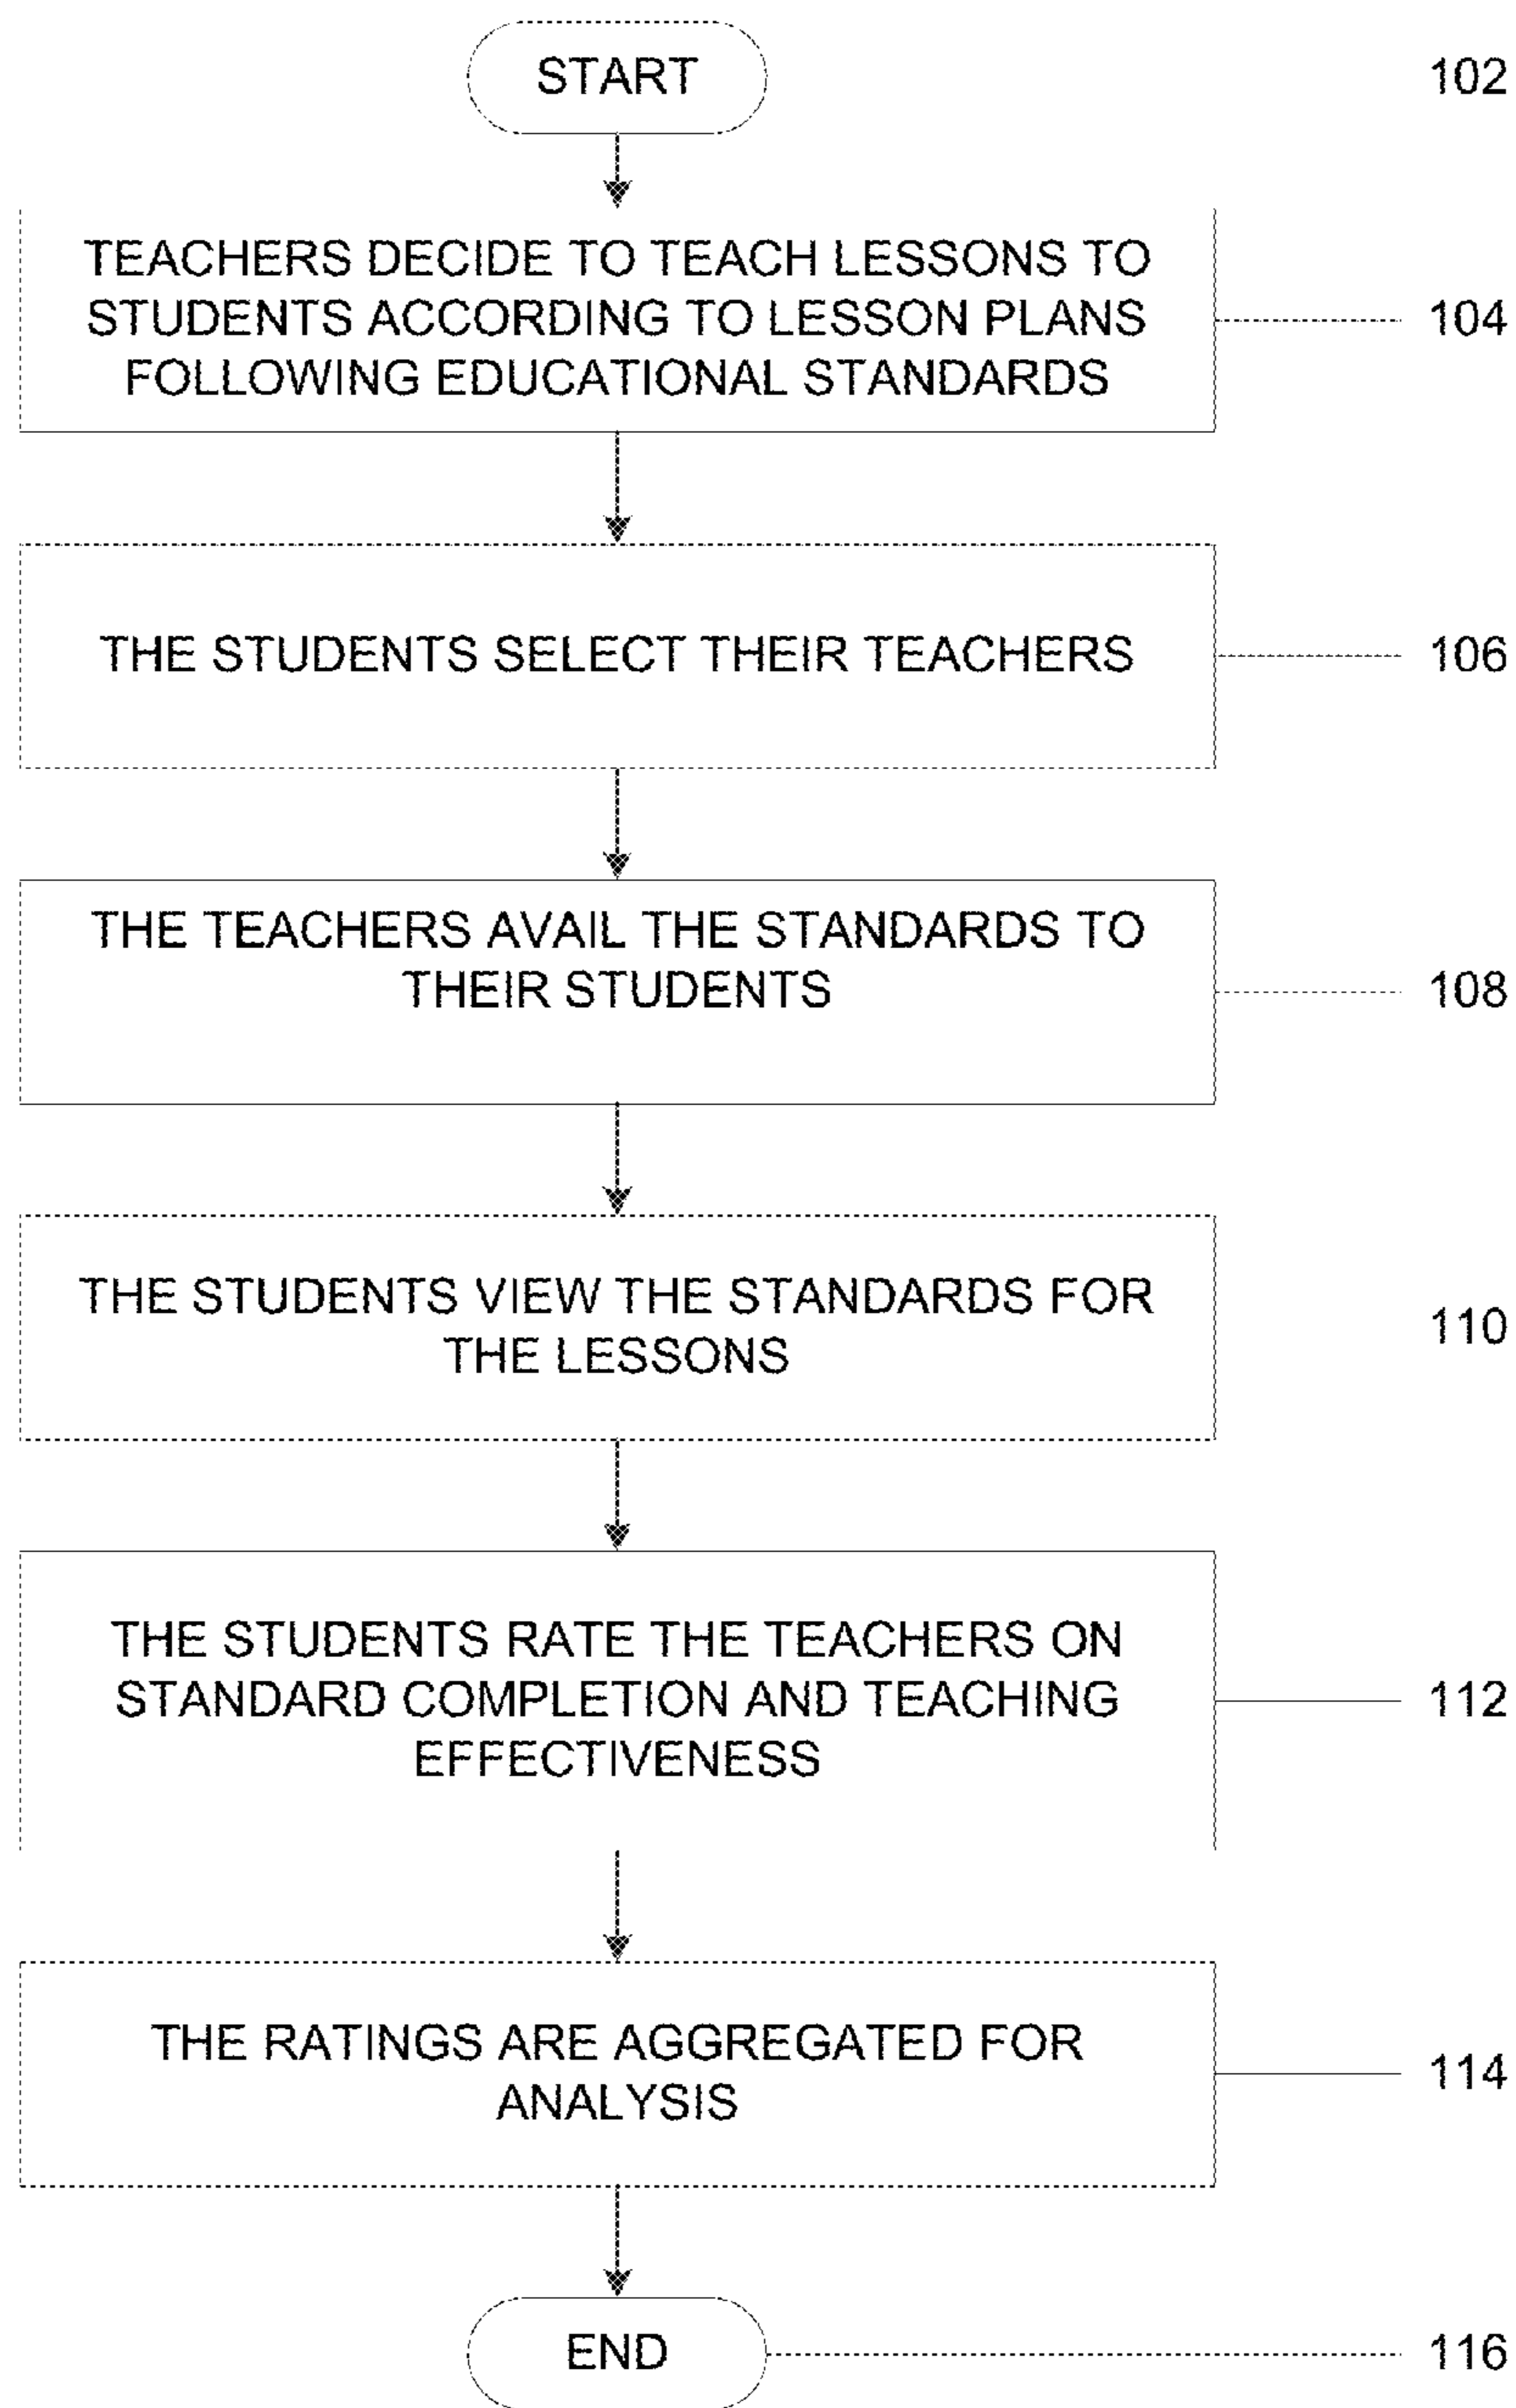 START
102
TEACHERS DECIDE TO TEACH LESSONS TO
STUDENTS ACCORDING TO LESSON PLANS
FOLLOWING EDUCATIONAL STANDARDS
104
THE STUDENTS SELECT THEIR TEACHERS
106
THE TEACHERS AVAIL THE STANDARDS TO
THEIR STUDENTS
108
THE STUDENTS VIEW THE STANDARDS FOR
THE LESSONS
110
THE STUDENTS RATE THE TEACHERS ON
STANDARD COMPLETION AND TEACHING
EFFECTIVENESS
112
THE RATINGS ARE AGGREGATED FOR
ANALYSIS
114
END
116